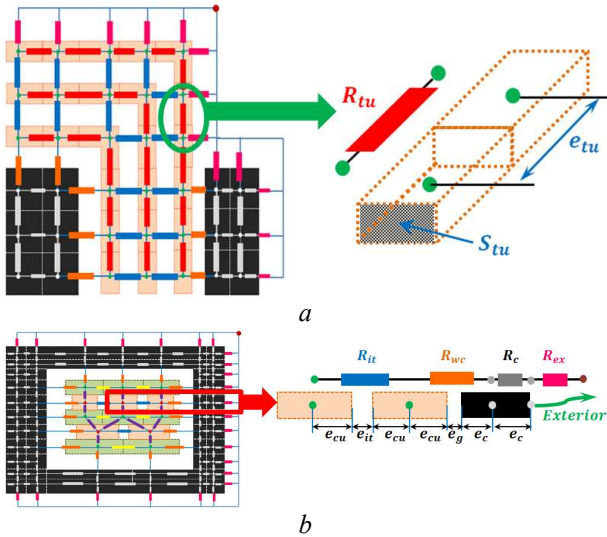 R_tu
e_tu
S_tu
a
R_it R_wc R_c R_ex
Exterior
e_cu e_it e_cu e_cu e_g e_c e_c
b